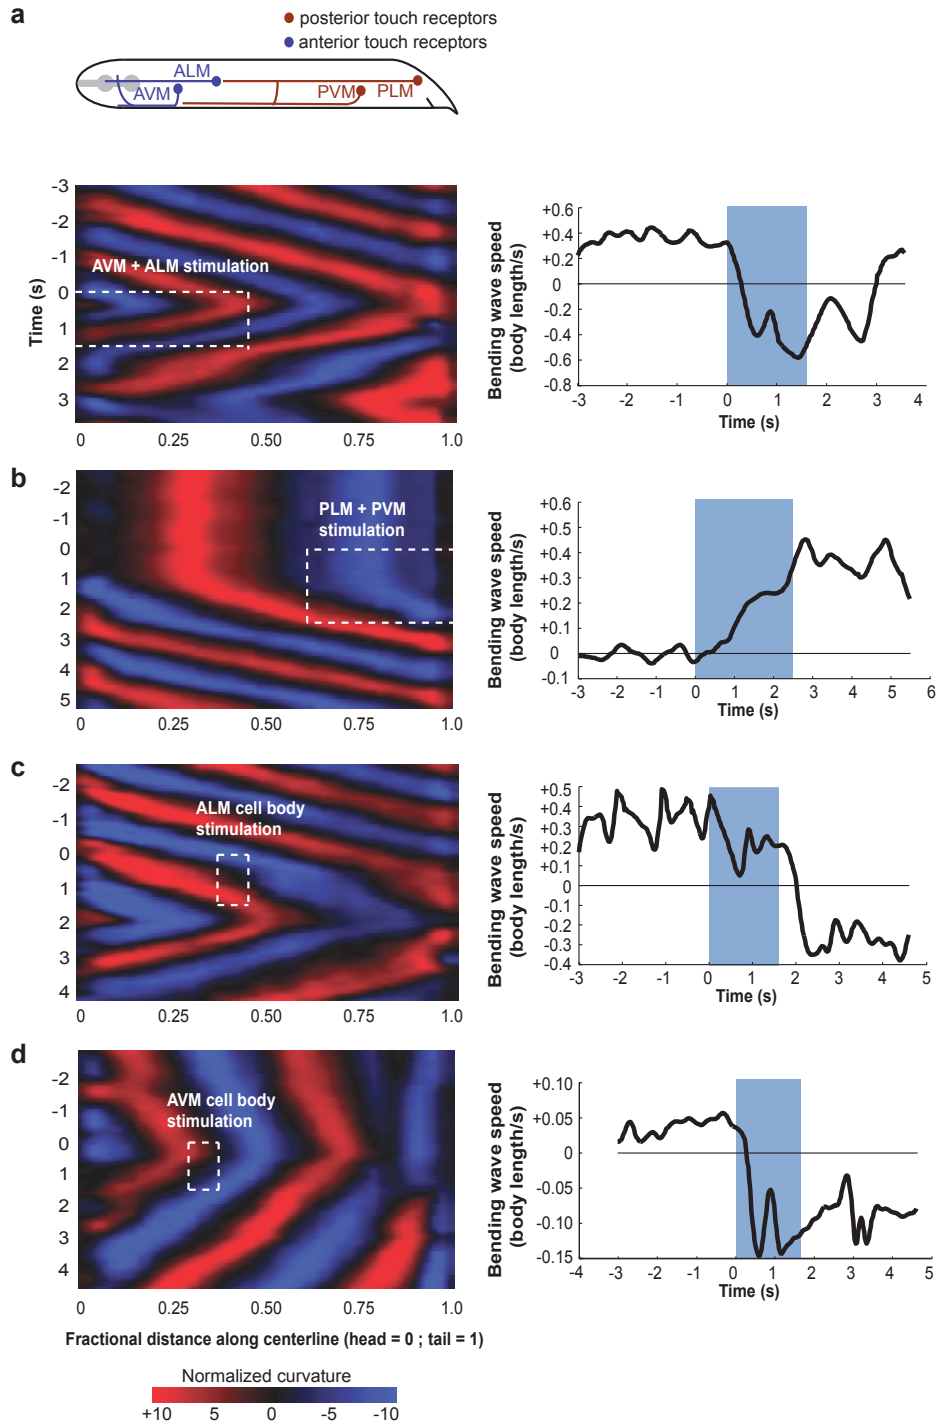 a
posterior touch receptors
anterior touch receptors
ALM
AVM
PVM
PLM
Time (s)
-3
-2
-1
0
1
2
3
AVM + ALM stimulation
0 0.25 0.50 0.75 1.0
Bending wave speed
(body length/s)
+0.6
+0.4
+0.2
0
-0.2
-0.4
-0.6
-0.8
-3 -2 -1 0 1 2 3 4
Time (s)
b
-2
-1
0
1
2
3
4
5
PLM + PVM
stimulation
0 0.25 0.50 0.75 1.0
Bending wave speed
(body length/s)
+0.6
+0.5
+0.4
+0.3
+0.2
+0.1
0
-0.1
-3 -2 -1 0 1 2 3 4 5 6
Time (s)
c
-2
-1
0
1
2
3
4
ALM cell body
stimulation
0 0.25 0.50 0.75 1.0
Bending wave speed
(body length/s)
+0.5
+0.4
+0.3
+0.2
+0.1
0
-0.1
-0.2
-0.3
-0.4
-3 -2 -1 0 1 2 3 4 5
Time (s)
d
-2
-1
0
1
2
3
4
AVM cell body
stimulation
0 0.25 0.50 0.75 1.0
Bending wave speed
(body length/s)
+0.10
+0.05
0
-0.05
-0.10
-0.15
-4 -3 -2 -1 0 1 2 3 4 5
Time (s)
Fractional distance along centerline (head = 0 ; tail = 1)
Normalized curvature
+10 5 0 -5 -10